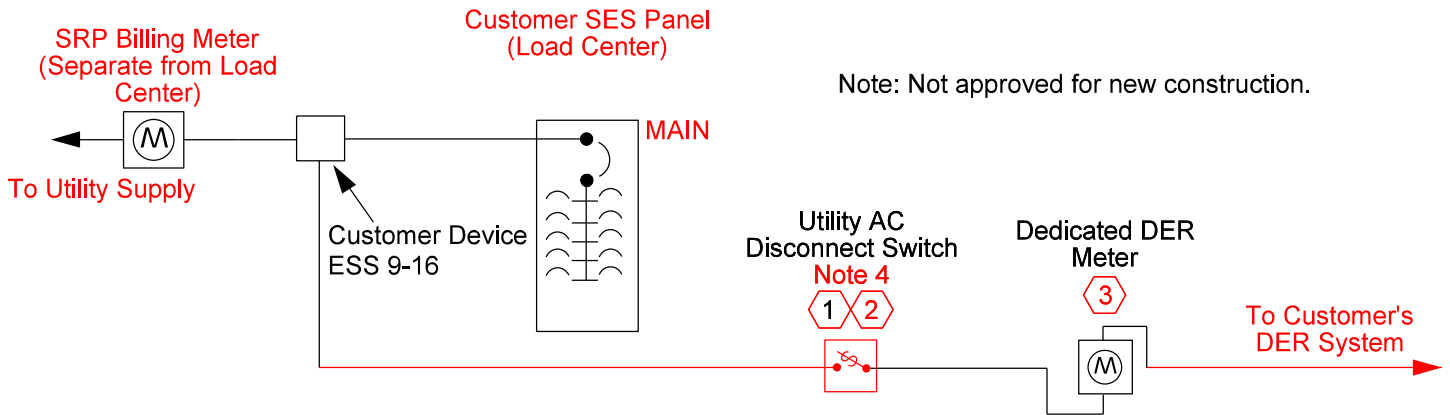 Customer SES Panel
(Load Center)
SRP Billing Meter
(Separate from Load
Center)
Note: Not approved for new construction.
M
MAIN
To Utility Supply
Customer Device
ESS 9-16
Utility AC
Disconnect Switch
Note 4
1 2
Dedicated DER
Meter
3
To Customer's
DER System
M